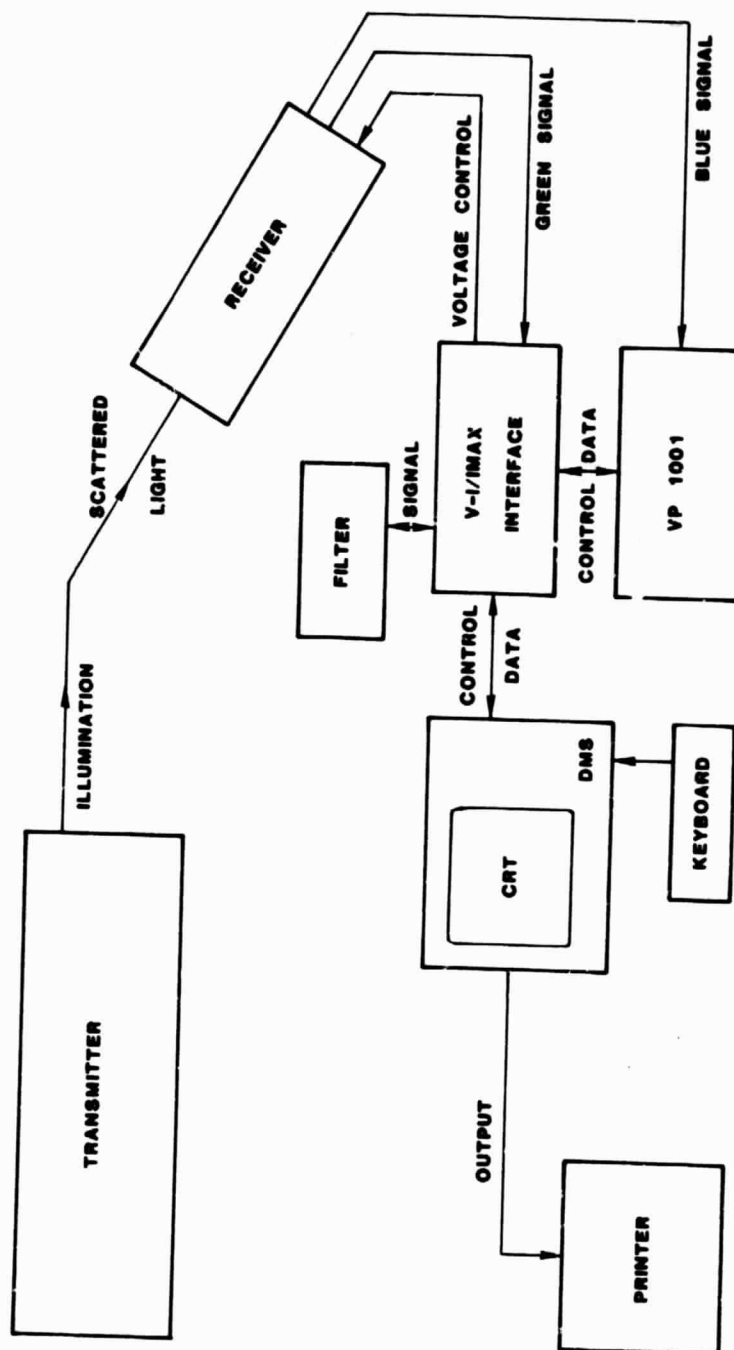 TRANSMITTER
ILLUMINATION
SCATTERED
LIGHT
RECEIVER
FILTER
SIGNAL
VOLTAGE CONTROL
GREEN SIGNAL
BLUE SIGNAL
V-I/IMAX
INTERFACE
CONTROL
DATA
CONTROL DATA
VP 1001
CRT
DMS
KEYBOARD
OUTPUT
PRINTER